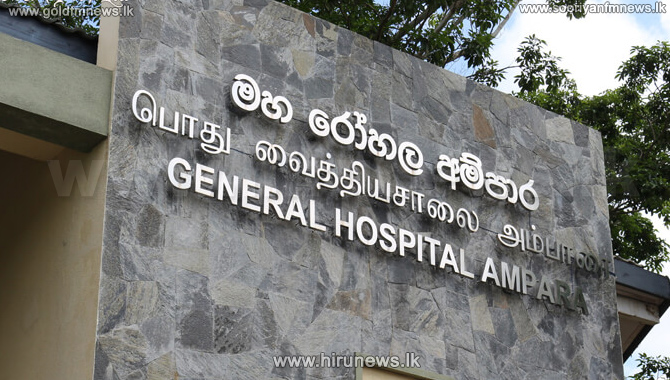 www.goldfmnews.lk
www.sooriyanfmnews.lk
මහ රෝහල අම්පාර
பொது வைத்தியசாலை அம்பாறை
GENERAL HOSPITAL AMPARA
www.hirunews.lk